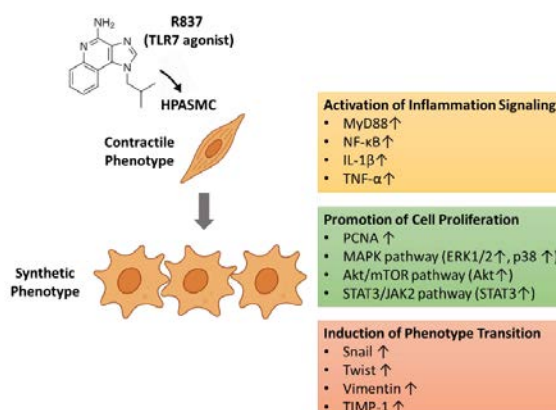 R837
(TLR7 agonist)
NH₂
N
N
N
HPASMC
Contractile
Phenotype
Synthetic
Phenotype
Activation of Inflammation Signaling
• MyD88↑
• NF-κB↑
• IL-1β↑
• TNF-α↑
Promotion of Cell Proliferation
• PCNA ↑
• MAPK pathway (ERK1/2↑, p38 ↑)
• Akt/mTOR pathway (Akt↑)
• STAT3/JAK2 pathway (STAT3↑)
Induction of Phenotype Transition
• Snail ↑
• Twist ↑
• Vimentin ↑
• TIMP-1 ↑